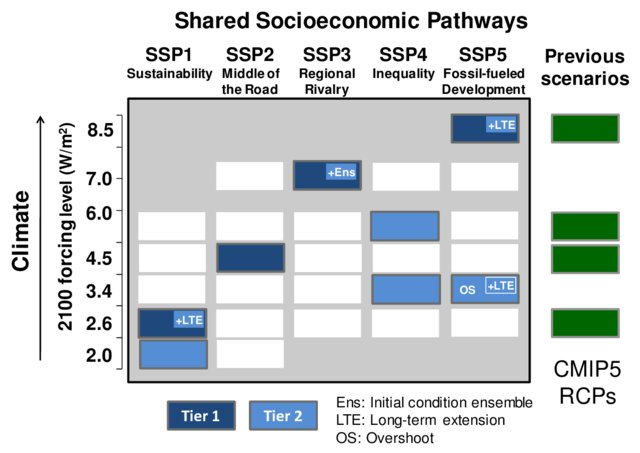 Shared Socioeconomic Pathways
SSP1
Sustainability
SSP2
Middle of
the Road
SSP3
Regional
Rivalry
SSP4
Inequality
SSP5
Fossil-fueled
Development
Previous
scenarios
Climate
2100 forcing level (W/m²)
8.5
+LTE
7.0
+Ens
6.0
4.5
3.4
OS
+LTE
2.6
+LTE
2.0
CMIP5
RCPs
Tier 1
Tier 2
Ens: Initial condition ensemble
LTE: Long-term extension
OS: Overshoot